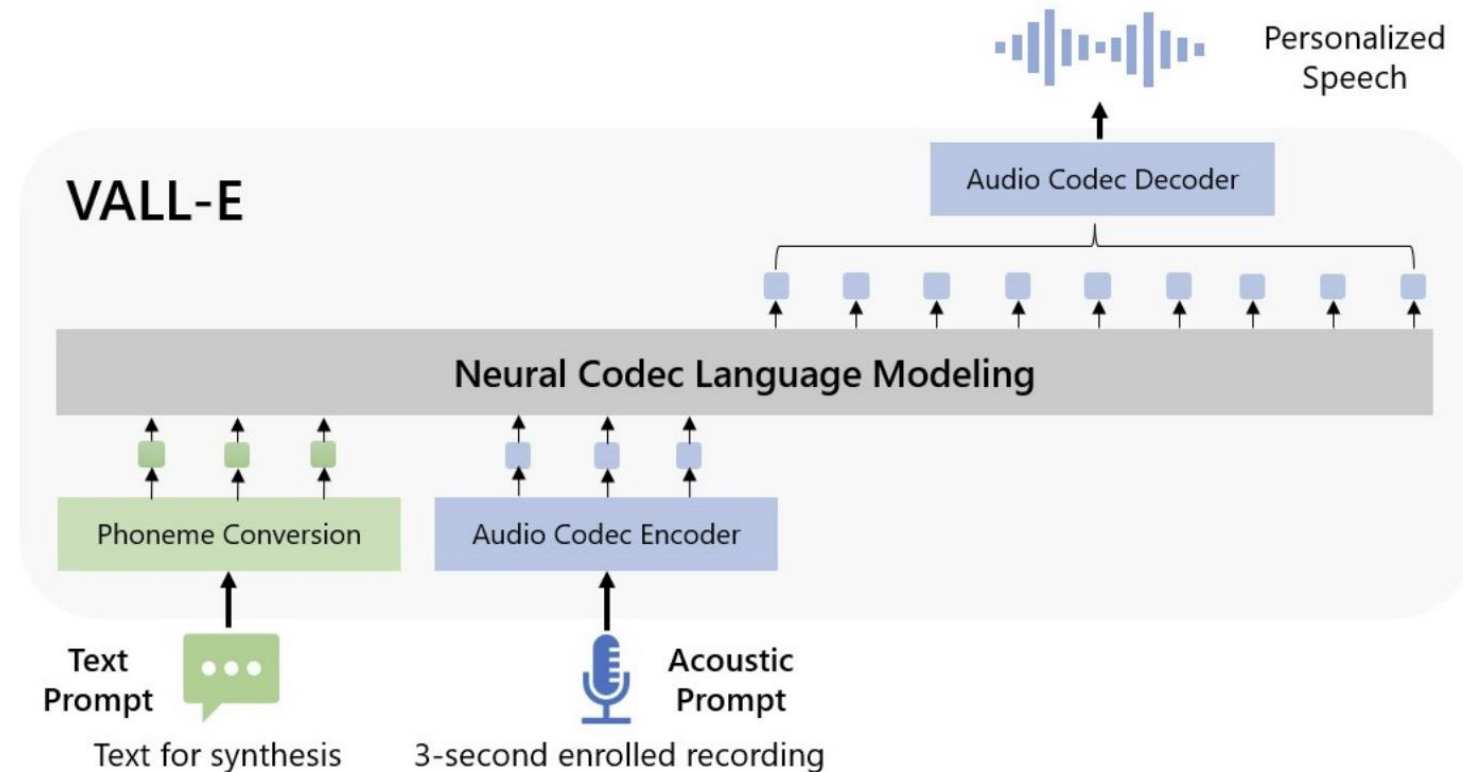 Personalized
Speech
Audio Codec Decoder
VALL-E
Neural Codec Language Modeling
Phoneme Conversion
Audio Codec Encoder
Text
Prompt
Acoustic
Prompt
Text for synthesis
3-second enrolled recording